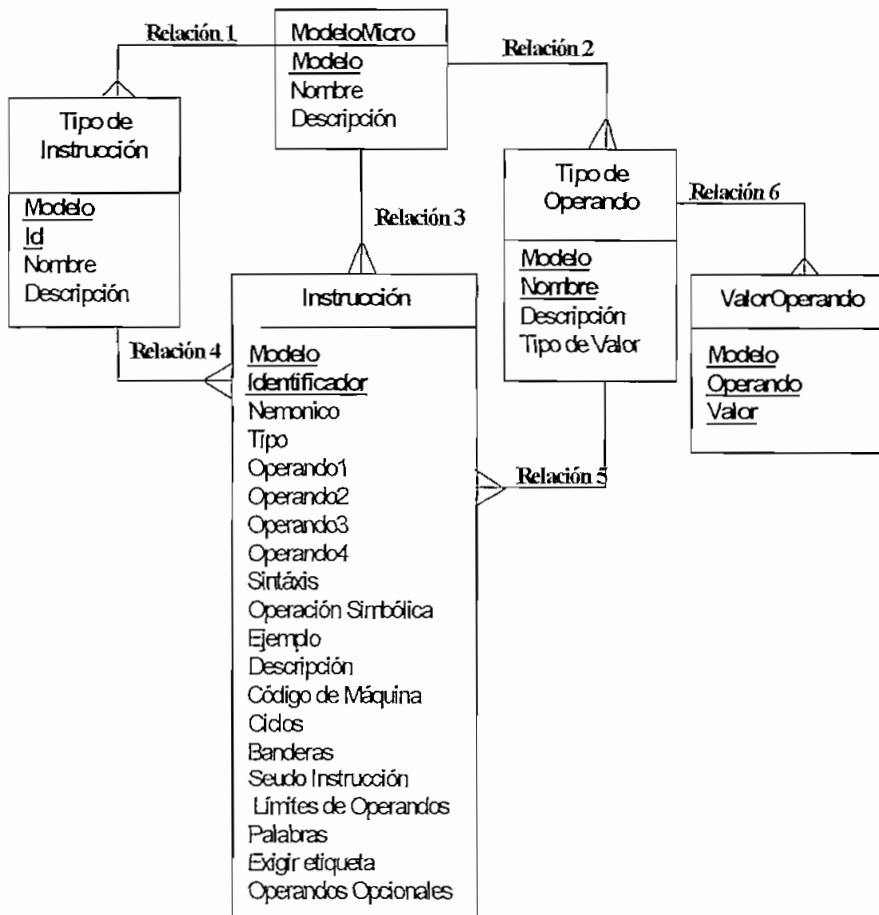 Relación 1
ModeloMicro
Modelo
Nombre
Descripción
Relación 2
Tipo de
Instrucción
Modelo
Id
Nombre
Descripción
Relación 3
Tipo de
Operando
Modelo
Nombre
Descripción
Tipo de Valor
Relación 6
ValorOperando
Modelo
Operando
Valor
Relación 4
Instrucción
Modelo
Identificador
Nemonico
Tipo
Operando1
Operando2
Operando3
Operando4
Sintáxis
Operación Simbólica
Ejemplo
Descripción
Código de Máquina
Ciclos
Banderas
Seudo Instrucción
Límites de Operandos
Palabras
Exigir etiqueta
Operandos Opcionales
Relación 5